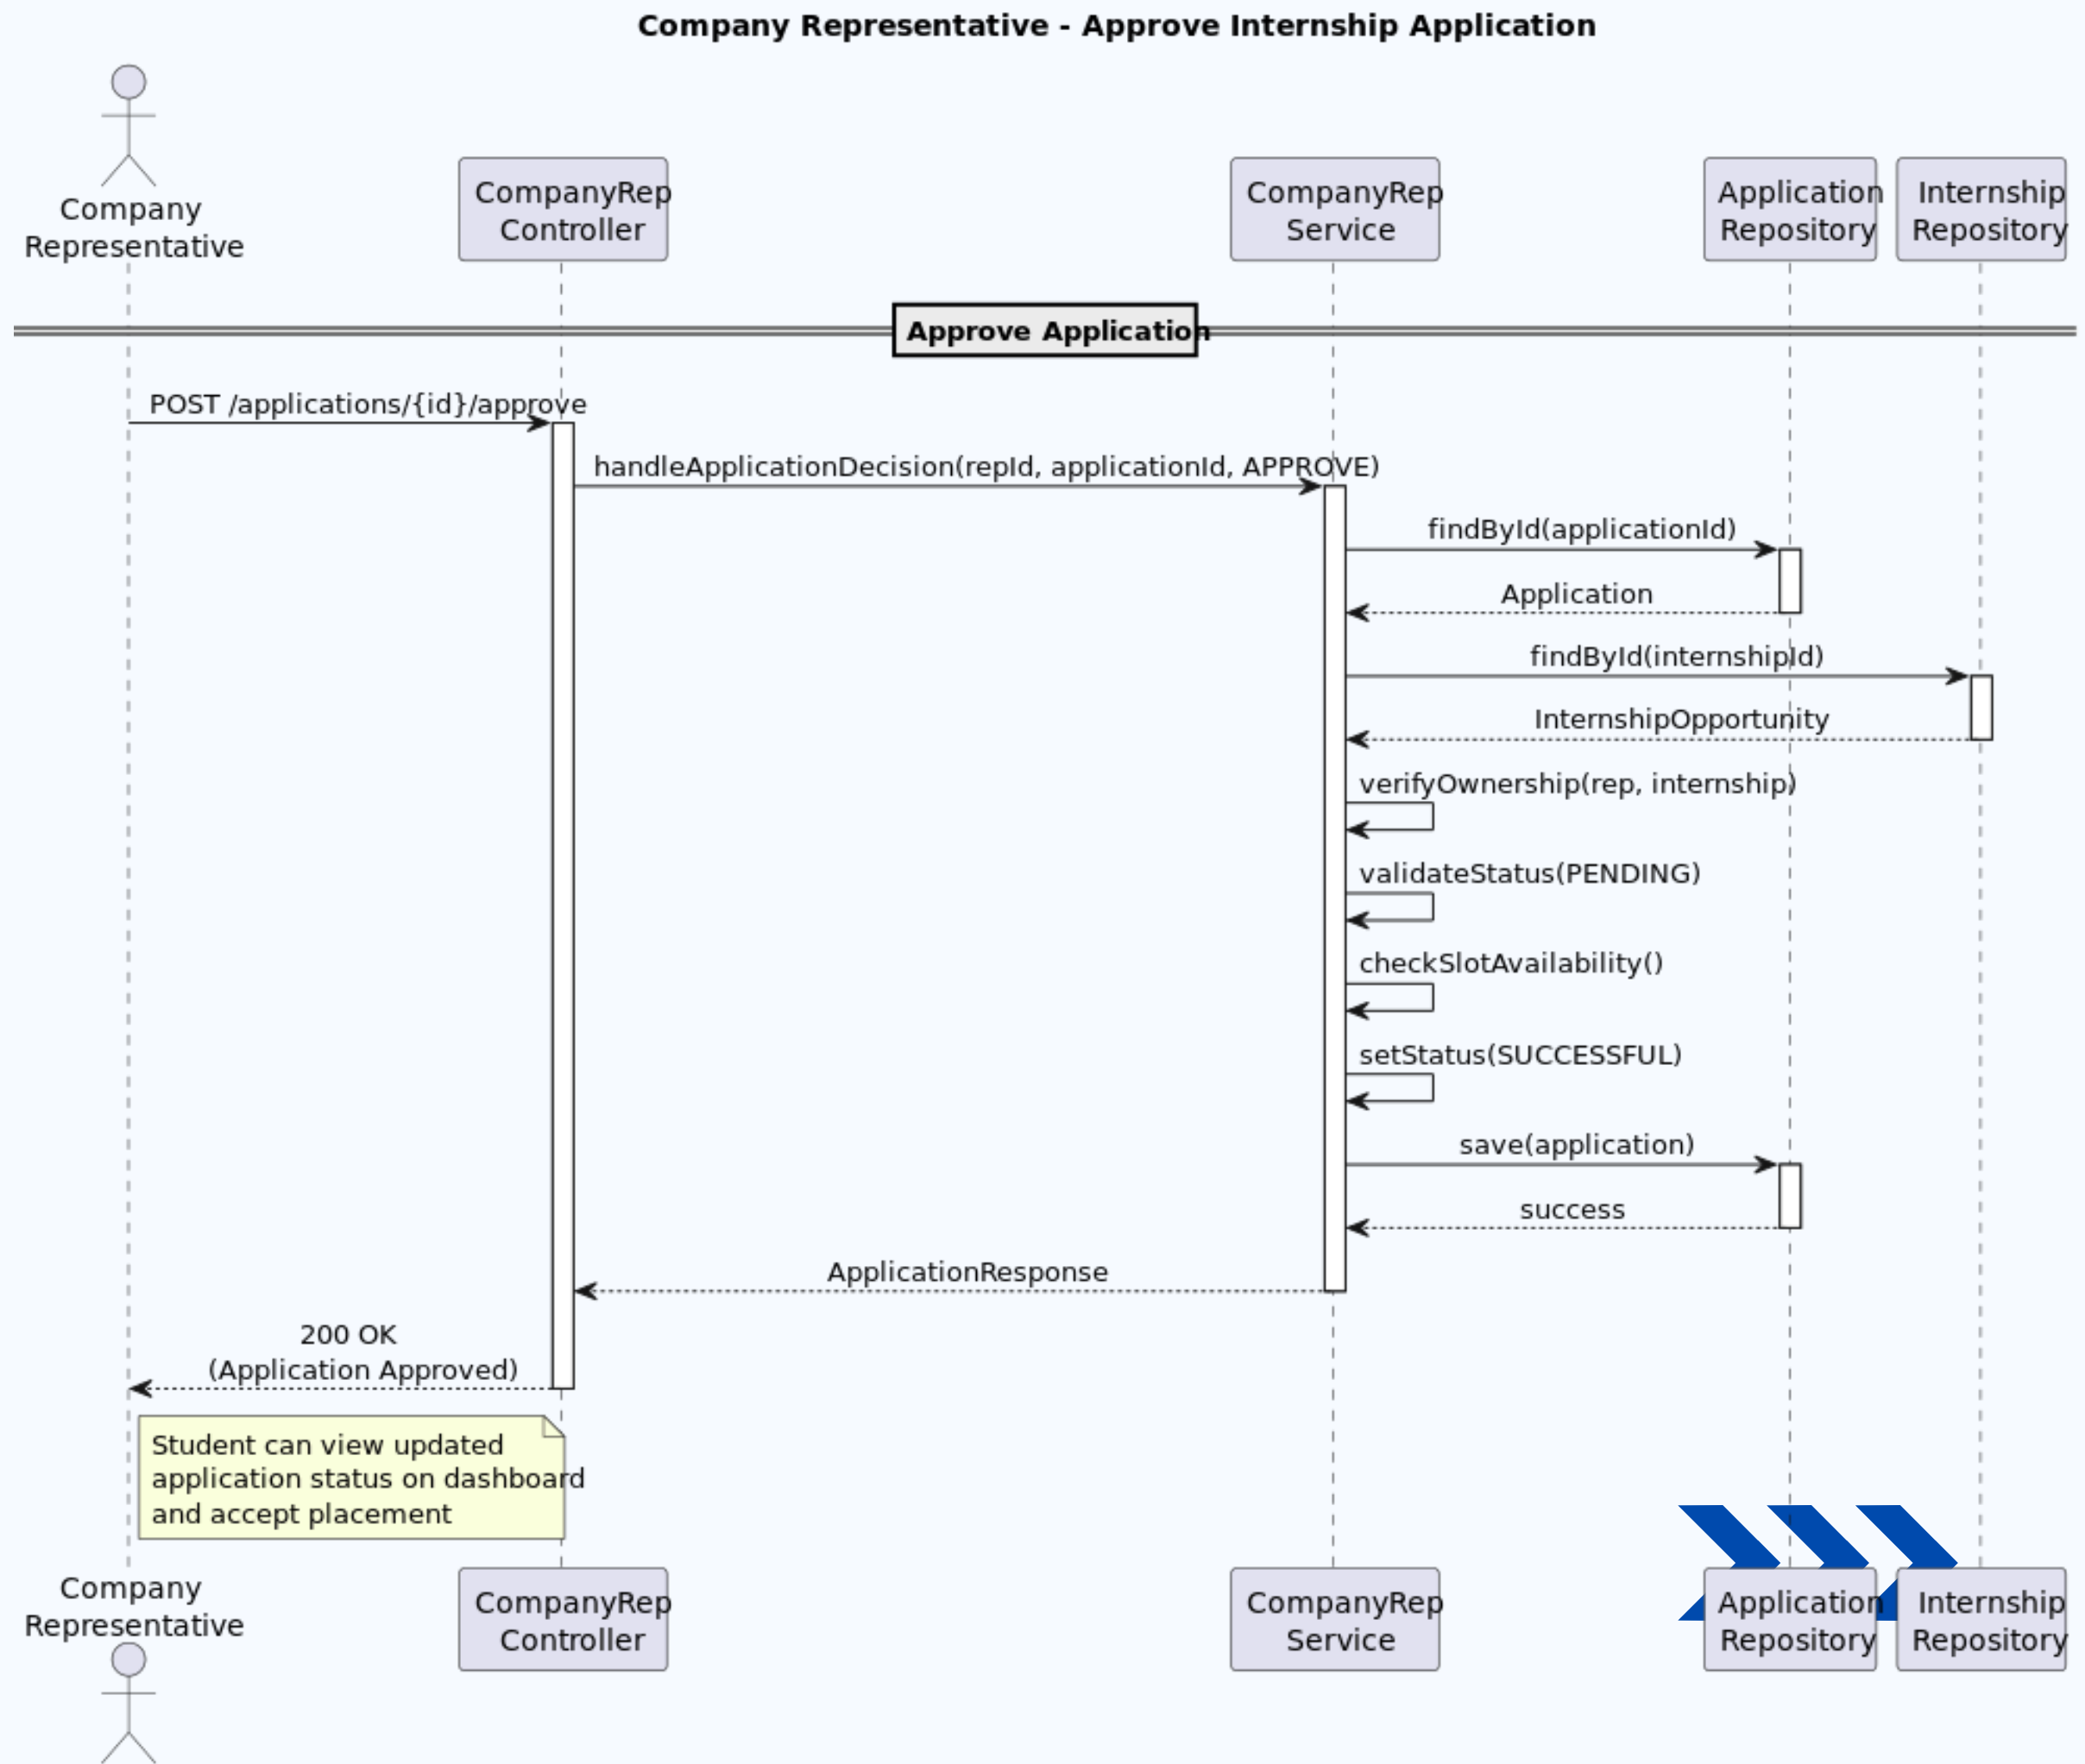 Company Representative - Approve Internship Application
Company
Representative
CompanyRep
Controller
CompanyRep
Service
Application
Repository
Internship
Repository
Approve Application
POST /applications/{id}/approve
handleApplicationDecision(repId, applicationId, APPROVE)
findById(applicationId)
Application
findById(internshipId)
InternshipOpportunity
verifyOwnership(rep, internship)
validateStatus(PENDING)
checkSlotAvailability()
setStatus(SUCCESSFUL)
save(application)
success
ApplicationResponse
200 OK
(Application Approved)
Student can view updated
application status on dashboard
and accept placement
Company
Representative
CompanyRep
Controller
CompanyRep
Service
Application
Repository
Internship
Repository